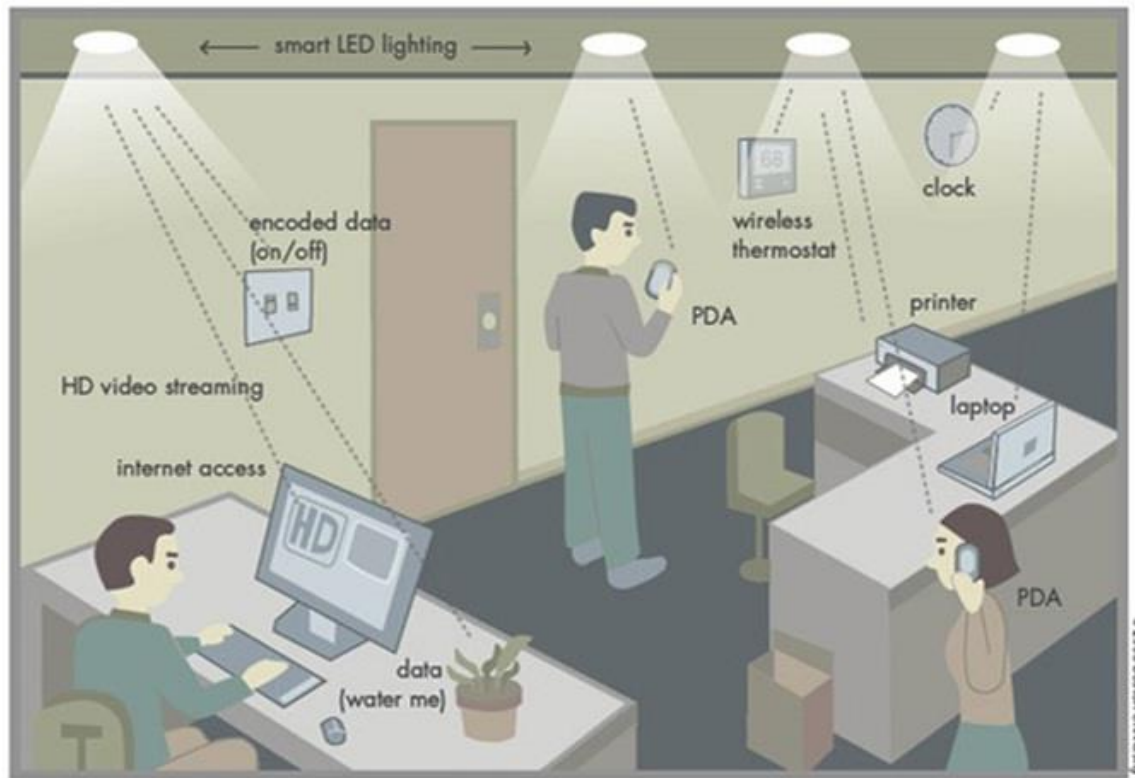 smart LED lighting
encoded data
(on/off)
68
clock
wireless
thermostat
PDA
printer
HD video streaming
laptop
internet access
HD
PDA
data
(water me)